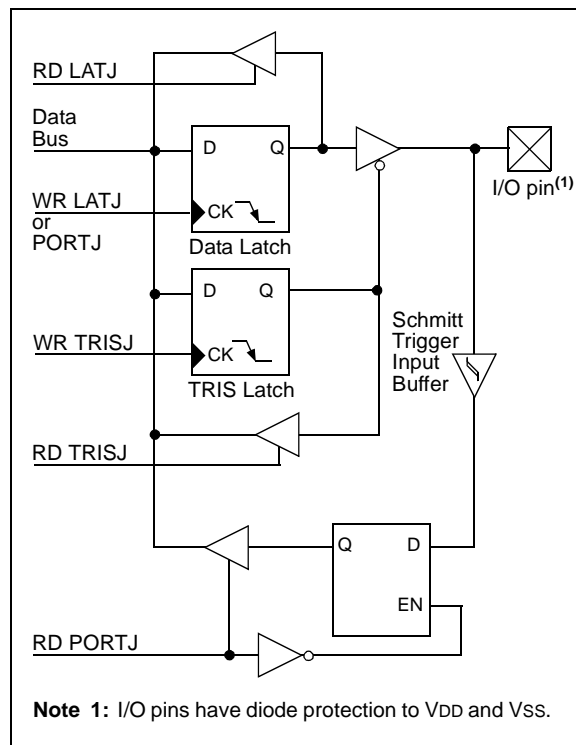 RD LATJ
Data
Bus
D Q
WR LATJ
or
PORTJ
CK
Data Latch
I/O pin(1)
D Q
WR TRISJ
CK
TRIS Latch
Schmitt
Trigger
Input
Buffer
RD TRISJ
Q D
EN
RD PORTJ
Note 1: I/O pins have diode protection to VDD and VSS.